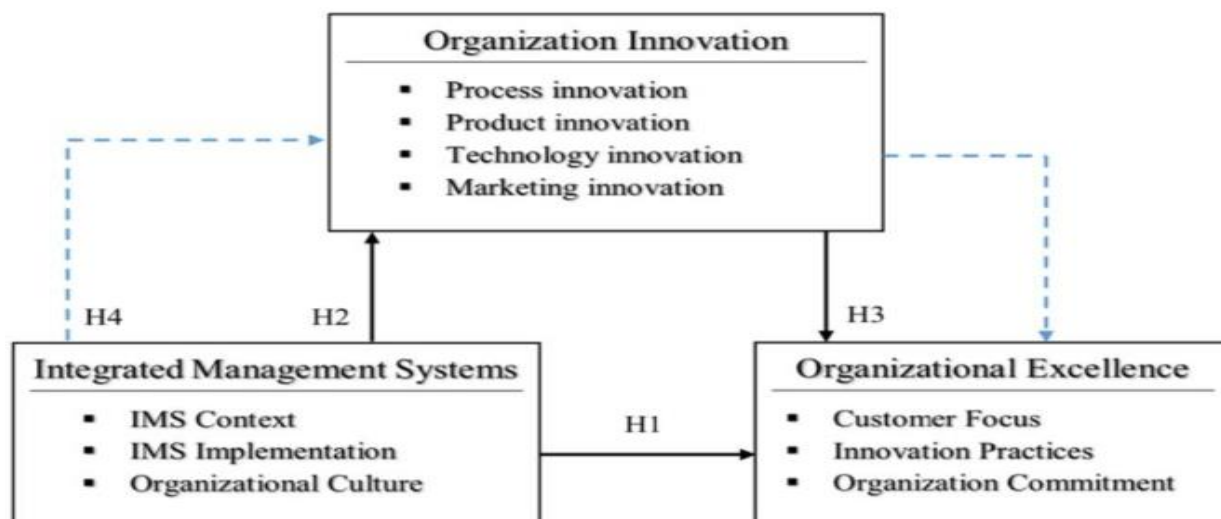 Organization Innovation
▪ Process innovation
▪ Product innovation
▪ Technology innovation
▪ Marketing innovation
H4
H2
H3
Integrated Management Systems
▪ IMS Context
▪ IMS Implementation
▪ Organizational Culture
H1
Organizational Excellence
▪ Customer Focus
▪ Innovation Practices
▪ Organization Commitment